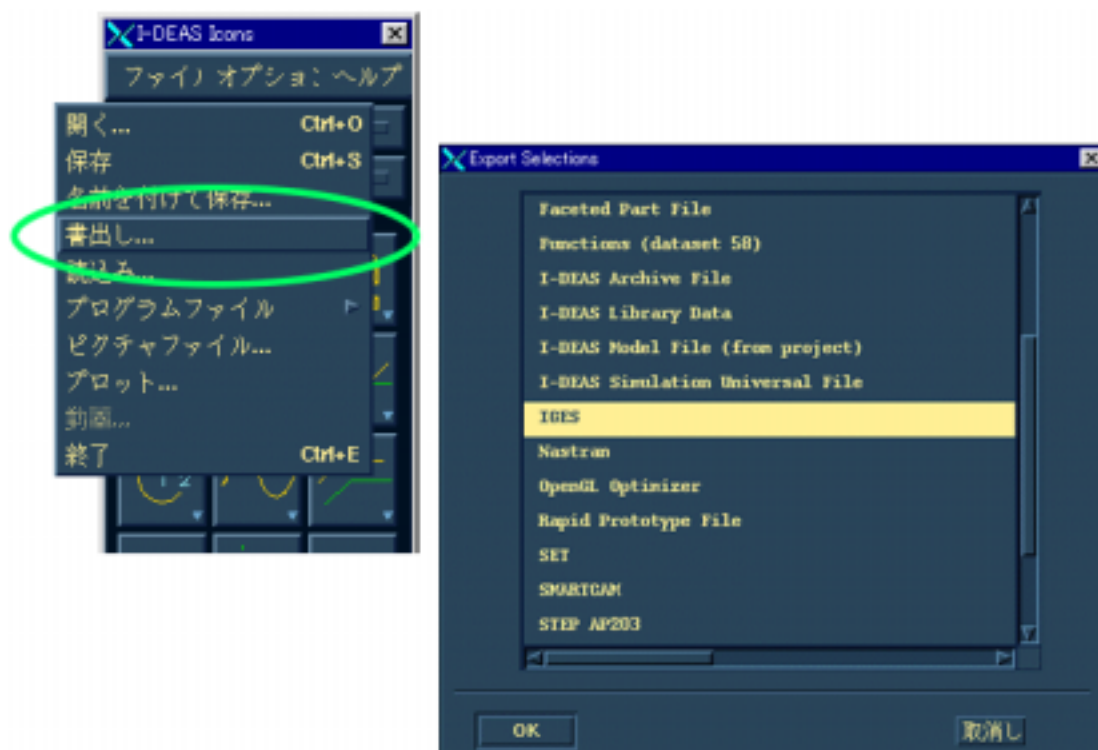 I-DEAS Icons
ファイル オプション ヘルプ
開く... Ctrl+O
保存 Ctrl+S
名前を付けて保存...
書出し...
読込み...
プログラムファイル
ピクチャファイル...
プロット...
動画...
終了 Ctrl+E
1 2
Export Selections
Faceted Part File
Functions (dataset 58)
I-DEAS Archive File
I-DEAS Library Data
I-DEAS Model File (from project)
I-DEAS Simulation Universal File
IGES
Nastran
OpenGL Optimizer
Rapid Prototype File
SET
SMARTCAM
STEP AP203
OK 取消し